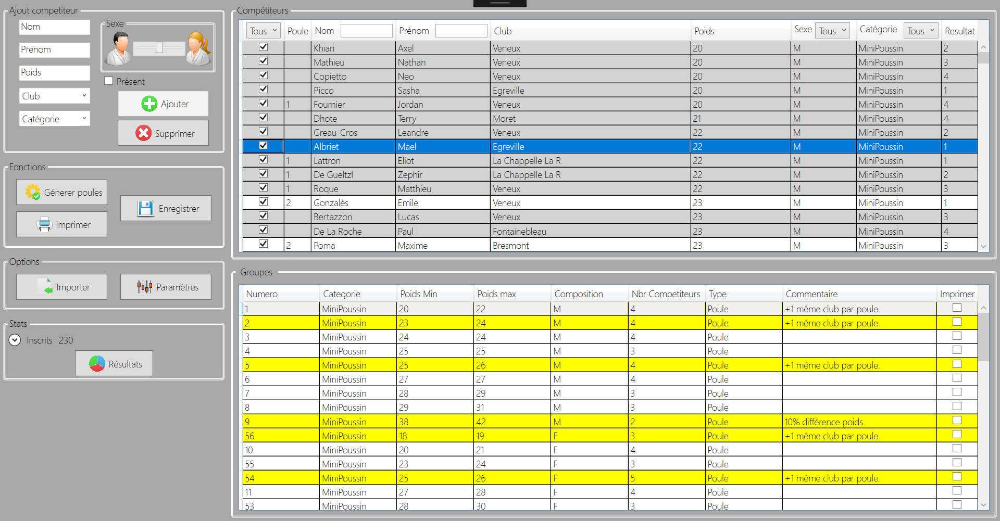 Ajout competiteur
Nom
Prenom
Poids
Club
Catégorie
Sexe
Présent
Ajouter
Supprimer
Fonctions
Génerer poules
Imprimer
Enregistrer
Options
Importer
Paramètres
Stats
Inscrits 230
Résultats
Compétiteurs
Tous Poule Nom Prénom Club Poids Sexe Tous Catégorie Tous Resultat
Khiari Axel Veneux 20 M MiniPoussin 2
Mathieu Nathan Veneux 20 M MiniPoussin 3
Copietto Neo Veneux 20 M MiniPoussin 4
Picco Sasha Egreville 20 M MiniPoussin 1
1 Fournier Jordan Veneux 20 M MiniPoussin 4
Dhote Terry Moret 21 M MiniPoussin 4
Greau-Cros Leandre Veneux 22 M MiniPoussin 2
Albriet Mael Egreville 22 M MiniPoussin 1
1 Lattron Eliot La Chappelle La R 22 M MiniPoussin 1
1 De Gueltzl Zephir La Chappelle La R 22 M MiniPoussin 2
1 Roque Matthieu Veneux 22 M MiniPoussin 3
2 Gonzalès Emile Veneux 23 M MiniPoussin 1
Bertazzon Lucas Veneux 23 M MiniPoussin 3
De La Roche Paul Fontainebleau 23 M MiniPoussin 4
2 Poma Maxime Bresmont 23 M MiniPoussin 3
Groupes
Numero Categorie Poids Min Poids max Composition Nbr Competiteurs Type Commentaire Imprimer
1 MiniPoussin 20 22 M 4 Poule +1 même club par poule.
2 MiniPoussin 23 24 M 4 Poule +1 même club par poule.
3 MiniPoussin 24 24 M 4 Poule
4 MiniPoussin 25 25 M 3 Poule
5 MiniPoussin 25 26 M 4 Poule +1 même club par poule.
6 MiniPoussin 27 27 M 4 Poule
7 MiniPoussin 28 29 M 3 Poule
8 MiniPoussin 29 31 M 3 Poule
9 MiniPoussin 38 42 M 2 Poule 10% différence poids.
56 MiniPoussin 18 19 F 3 Poule +1 même club par poule.
10 MiniPoussin 20 21 F 4 Poule
55 MiniPoussin 23 24 F 3 Poule
54 MiniPoussin 25 26 F 5 Poule +1 même club par poule.
11 MiniPoussin 27 28 F 4 Poule
53 MiniPoussin 28 30 F 3 Poule